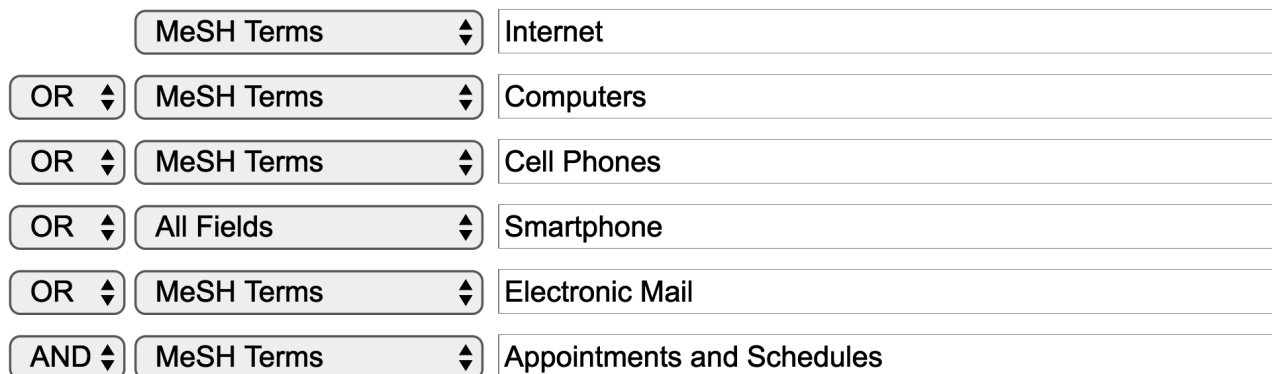 MeSH Terms Internet
OR MeSH Terms Computers
OR MeSH Terms Cell Phones
OR All Fields Smartphone
OR MeSH Terms Electronic Mail
AND MeSH Terms Appointments and Schedules